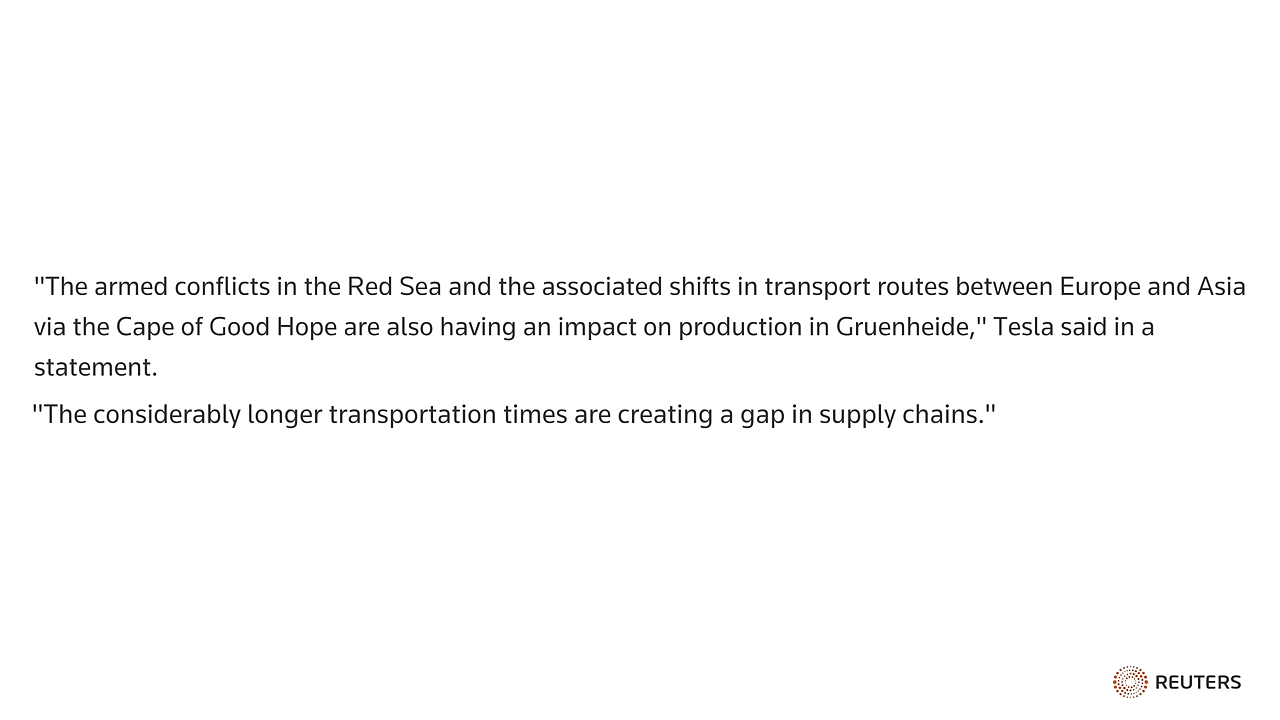 "The armed conflicts in the Red Sea and the associated shifts in transport routes between Europe and Asia
via the Cape of Good Hope are also having an impact on production in Gruenheide," Tesla said in a
statement.
"The considerably longer transportation times are creating a gap in supply chains."
REUTERS